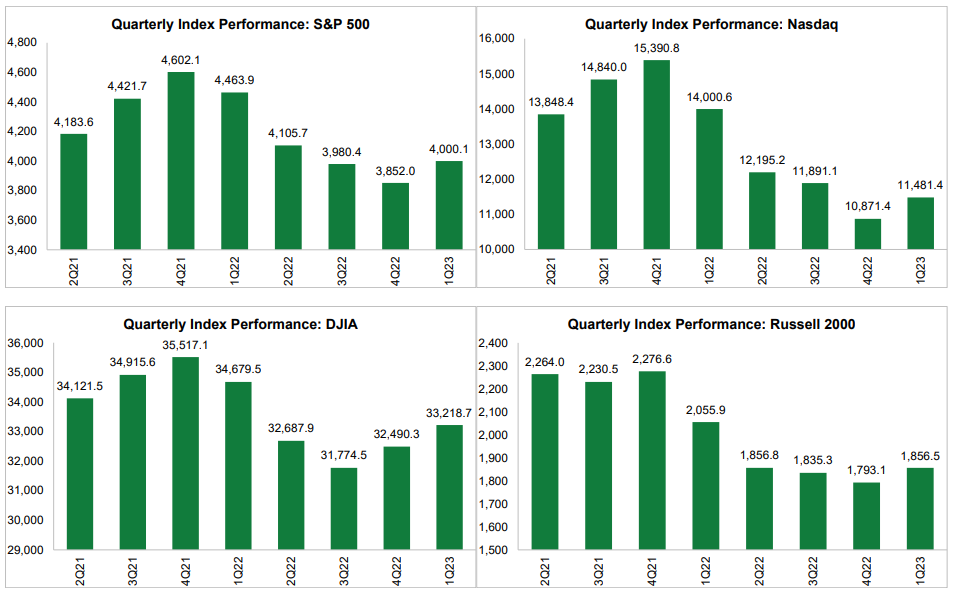 Quarterly Index Performance: S&P 500
4,800
4,600
4,400
4,200
4,000
3,800
3,600
3,400
4,183.6
4,421.7
4,602.1
4,463.9
4,105.7
3,980.4
3,852.0
4,000.1
2Q21
3Q21
4Q21
1Q22
2Q22
3Q22
4Q22
1Q23
Quarterly Index Performance: Nasdaq
16,000
15,000
14,000
13,000
12,000
11,000
10,000
13,848.4
14,840.0
15,390.8
14,000.6
12,195.2
11,891.1
10,871.4
11,481.4
2Q21
3Q21
4Q21
1Q22
2Q22
3Q22
4Q22
1Q23
Quarterly Index Performance: DJIA
36,000
35,000
34,000
33,000
32,000
31,000
30,000
29,000
34,121.5
34,915.6
35,517.1
34,679.5
32,687.9
31,774.5
32,490.3
33,218.7
2Q21
3Q21
4Q21
1Q22
2Q22
3Q22
4Q22
1Q23
Quarterly Index Performance: Russell 2000
2,400
2,300
2,200
2,100
2,000
1,900
1,800
1,700
1,600
1,500
2,264.0
2,230.5
2,276.6
2,055.9
1,856.8
1,835.3
1,793.1
1,856.5
2Q21
3Q21
4Q21
1Q22
2Q22
3Q22
4Q22
1Q23